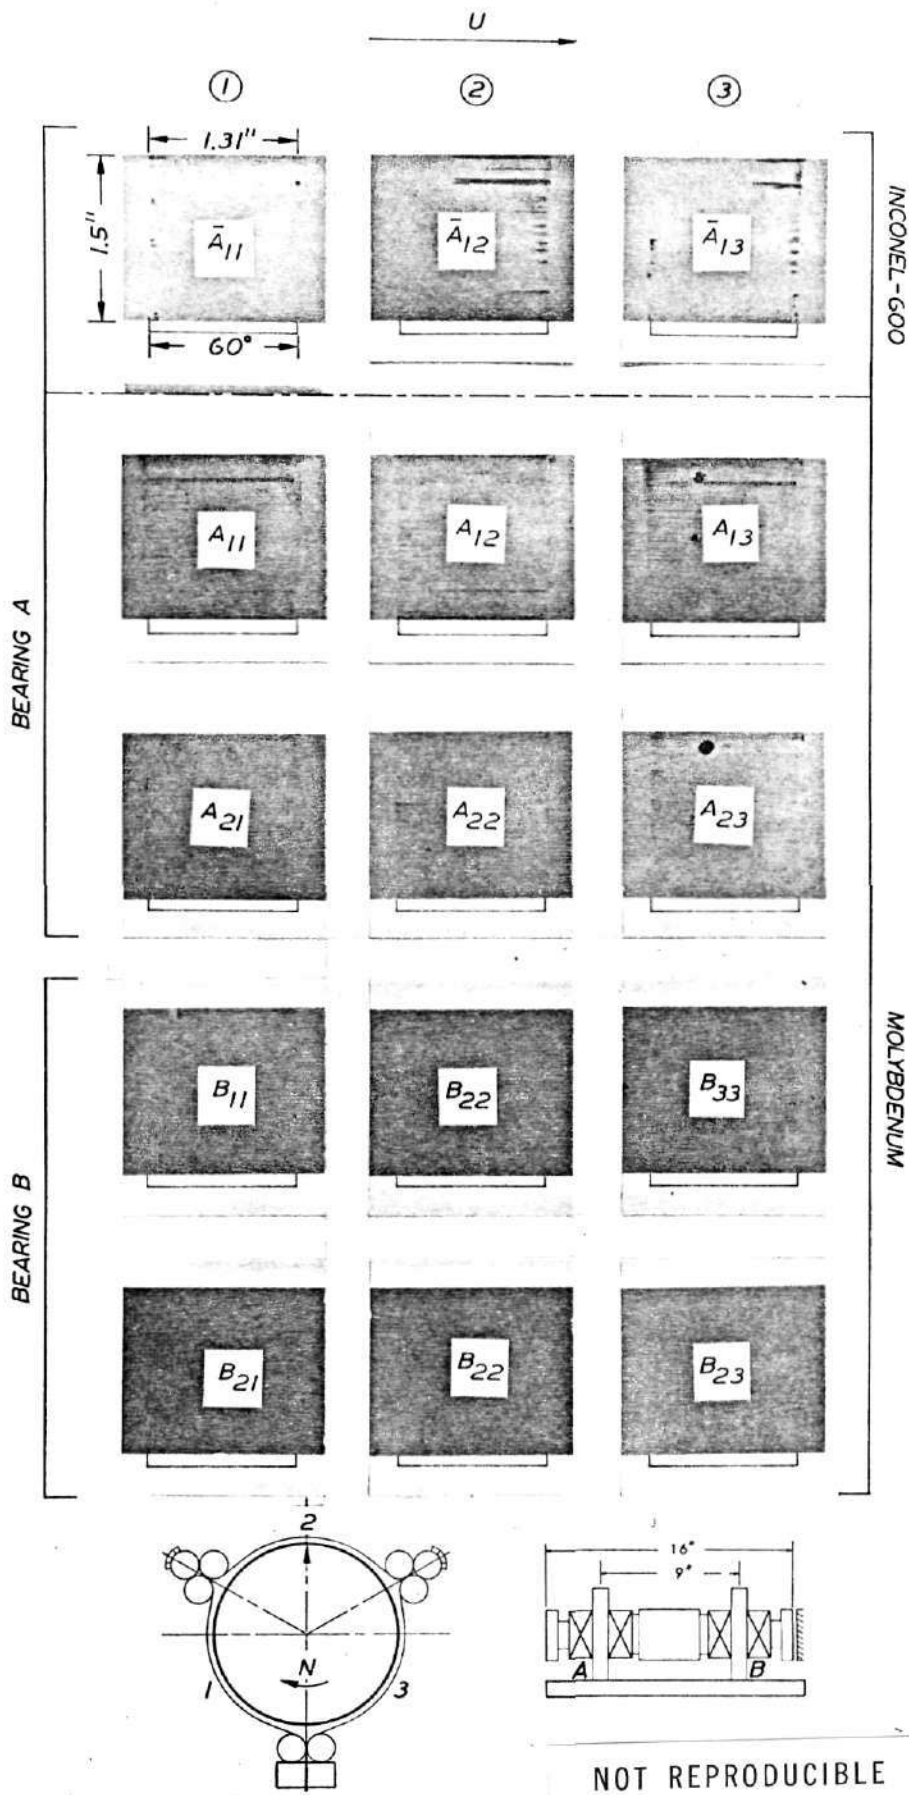 U
1 2 3
1.31"
1.5"
Ā11 Ā12 Ā13
60°
INCONEL-600
BEARING A
A11 A12 A13
A21 A22 A23
BEARING B
MOLYBDENUM
B11 B22 B33
B21 B22 B23
2
N
1 3
16"
9"
A B
NOT REPRODUCIBLE